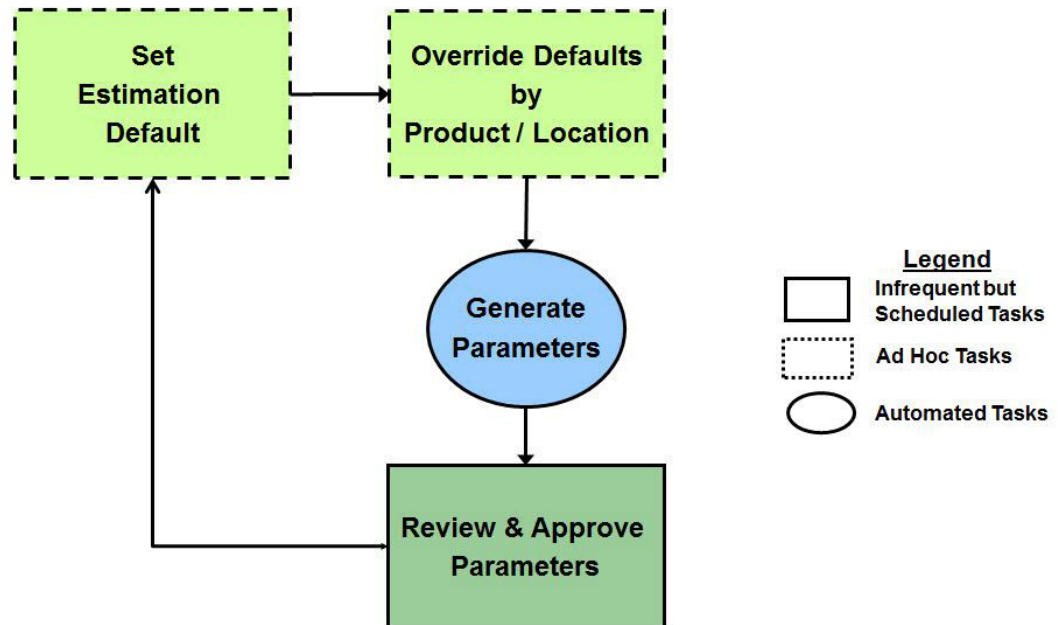 Set
Estimation
Default
Override Defaults
by
Product / Location
Generate
Parameters
Review & Approve
Parameters
Legend
Infrequent but
Scheduled Tasks
Ad Hoc Tasks
Automated Tasks